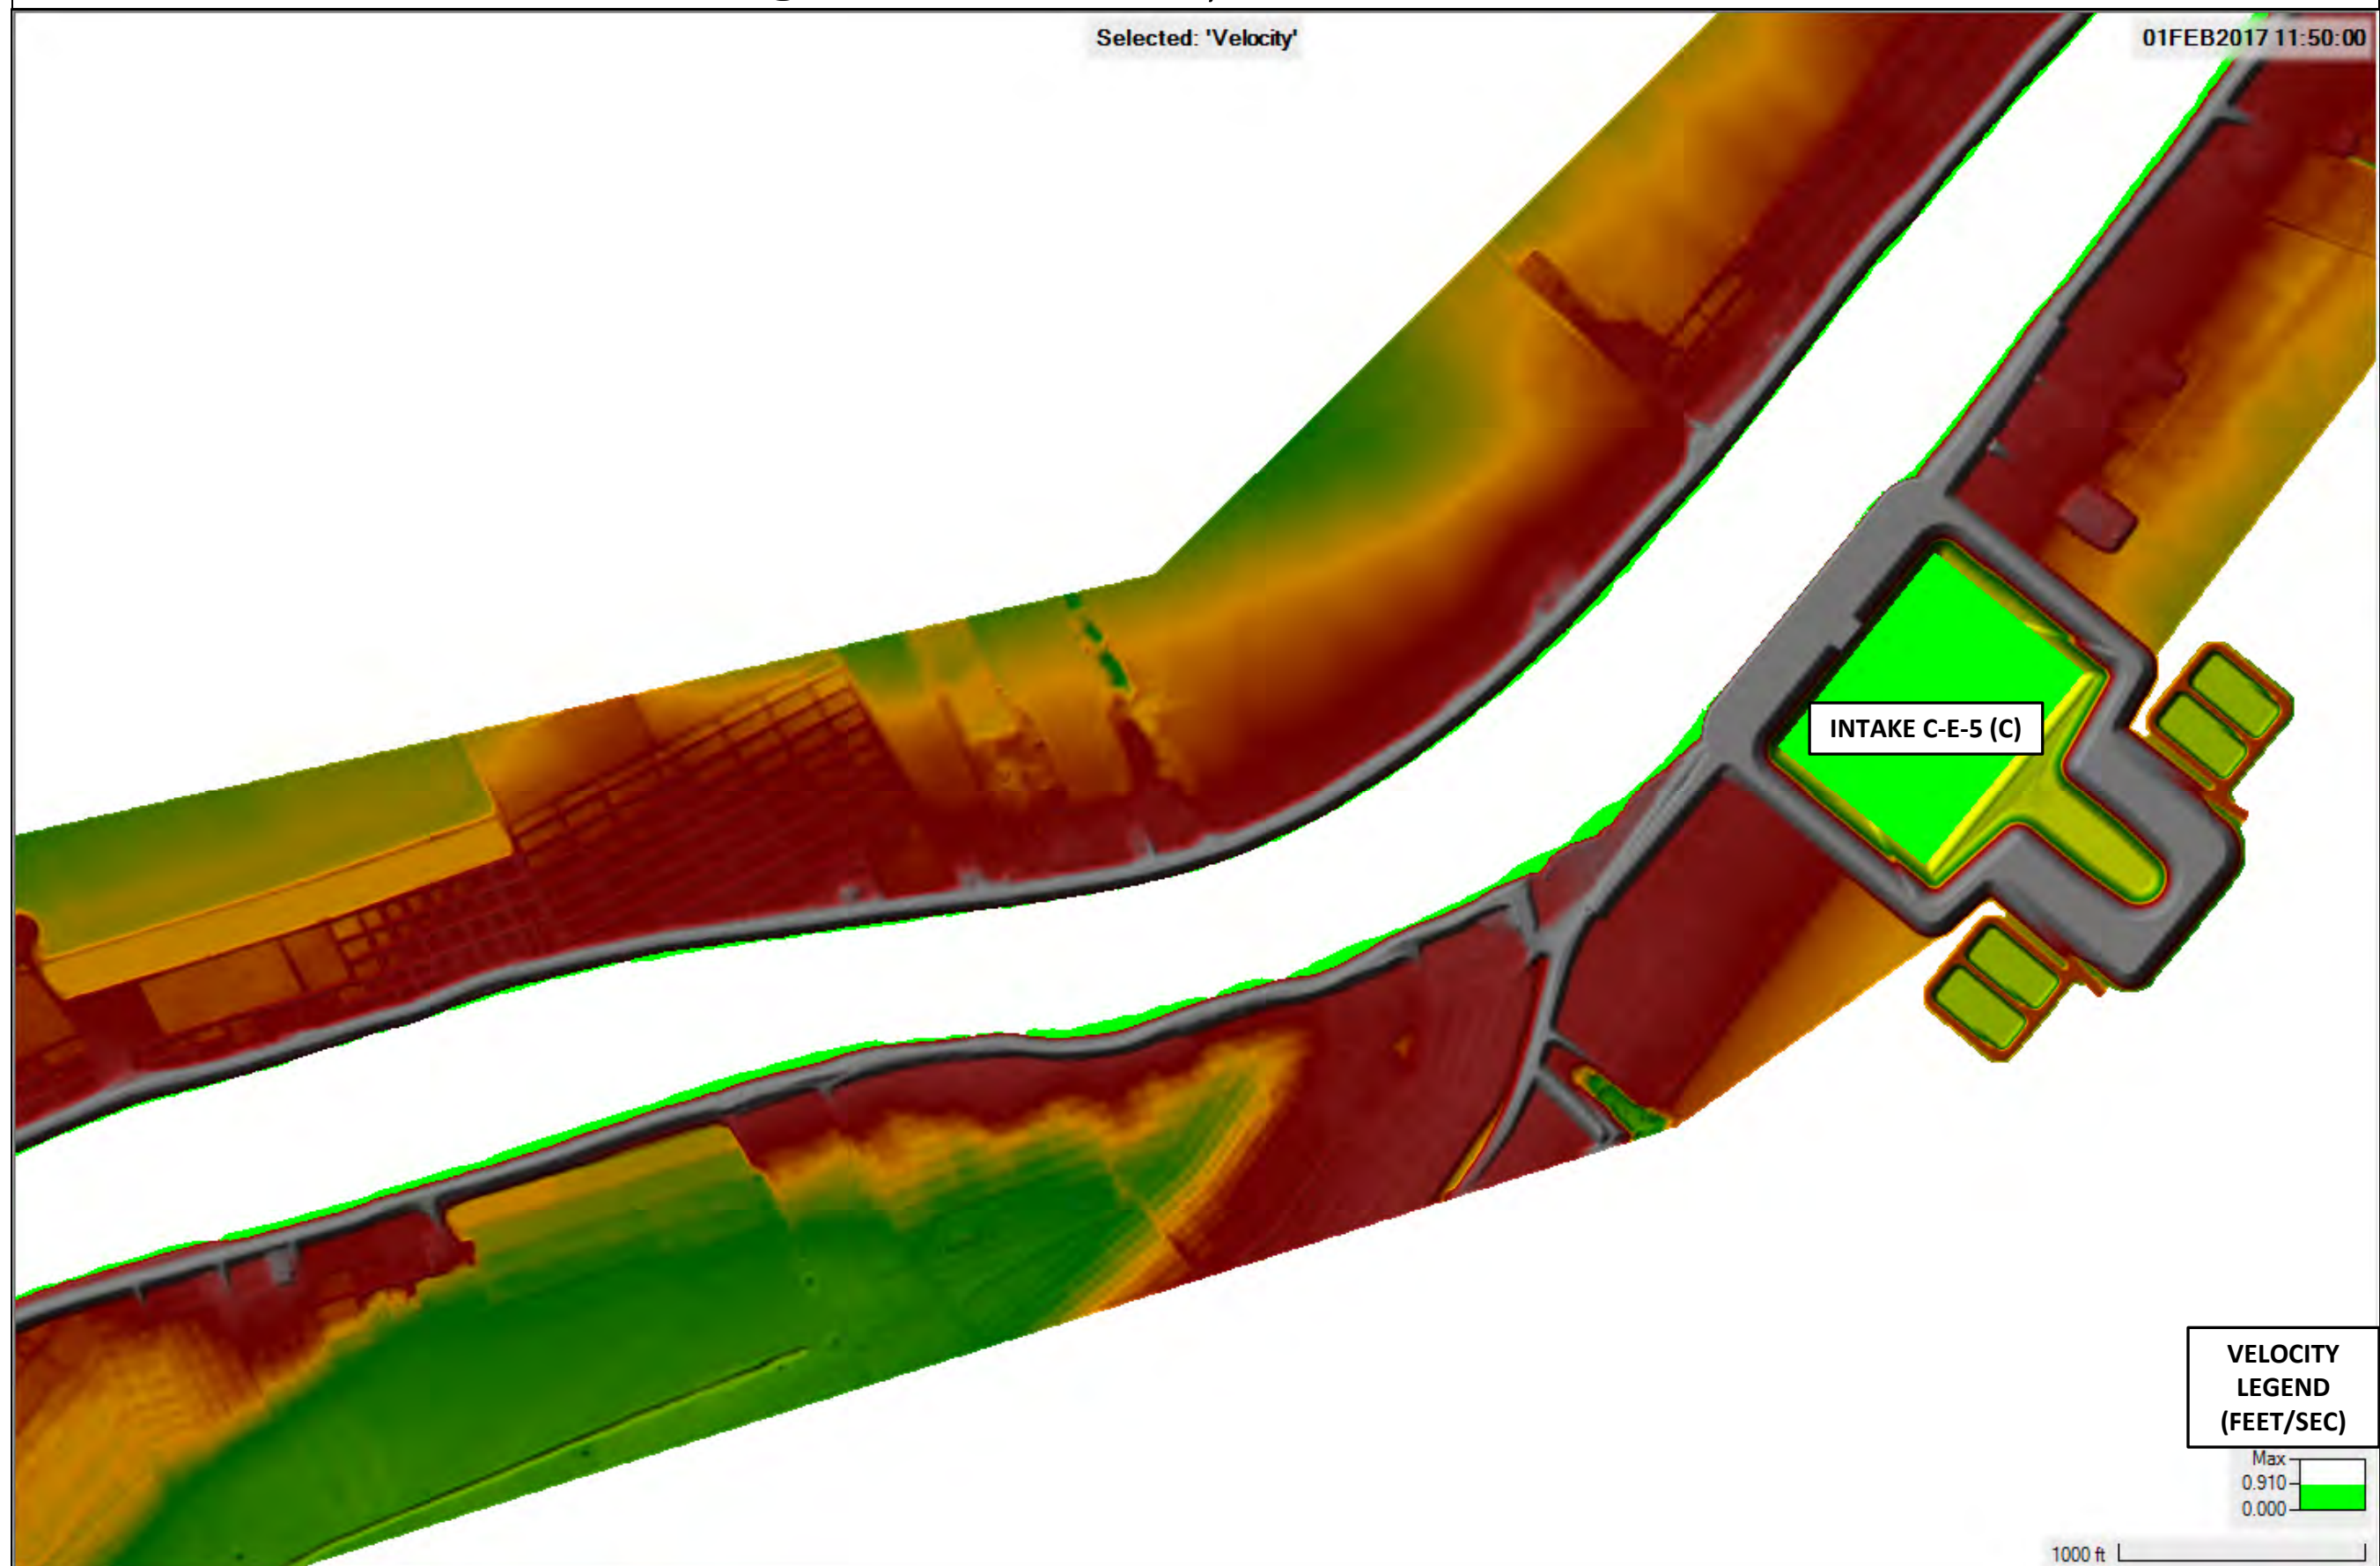 Selected: 'Velocity'
01FEB2017 11:50:00
INTAKE C-E-5 (C)
VELOCITY
LEGEND
(FEET/SEC)
Max
0.910
0.000
1000 ft